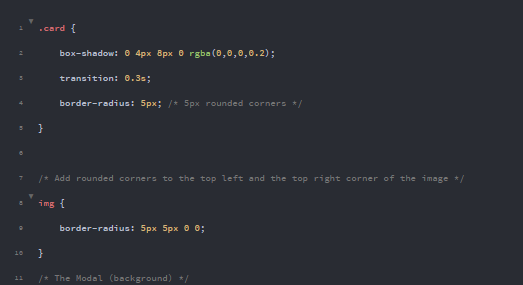 1 .card {
2 box-shadow: 0 4px 8px 0 rgba(0,0,0,0.2);
3 transition: 0.3s;
4 border-radius: 5px; /* 5px rounded corners */
5 }
6
7 /* Add rounded corners to the top left and the top right corner of the image */
8 img {
9 border-radius: 5px 5px 0 0;
10 }
11 /* The Modal (background) */